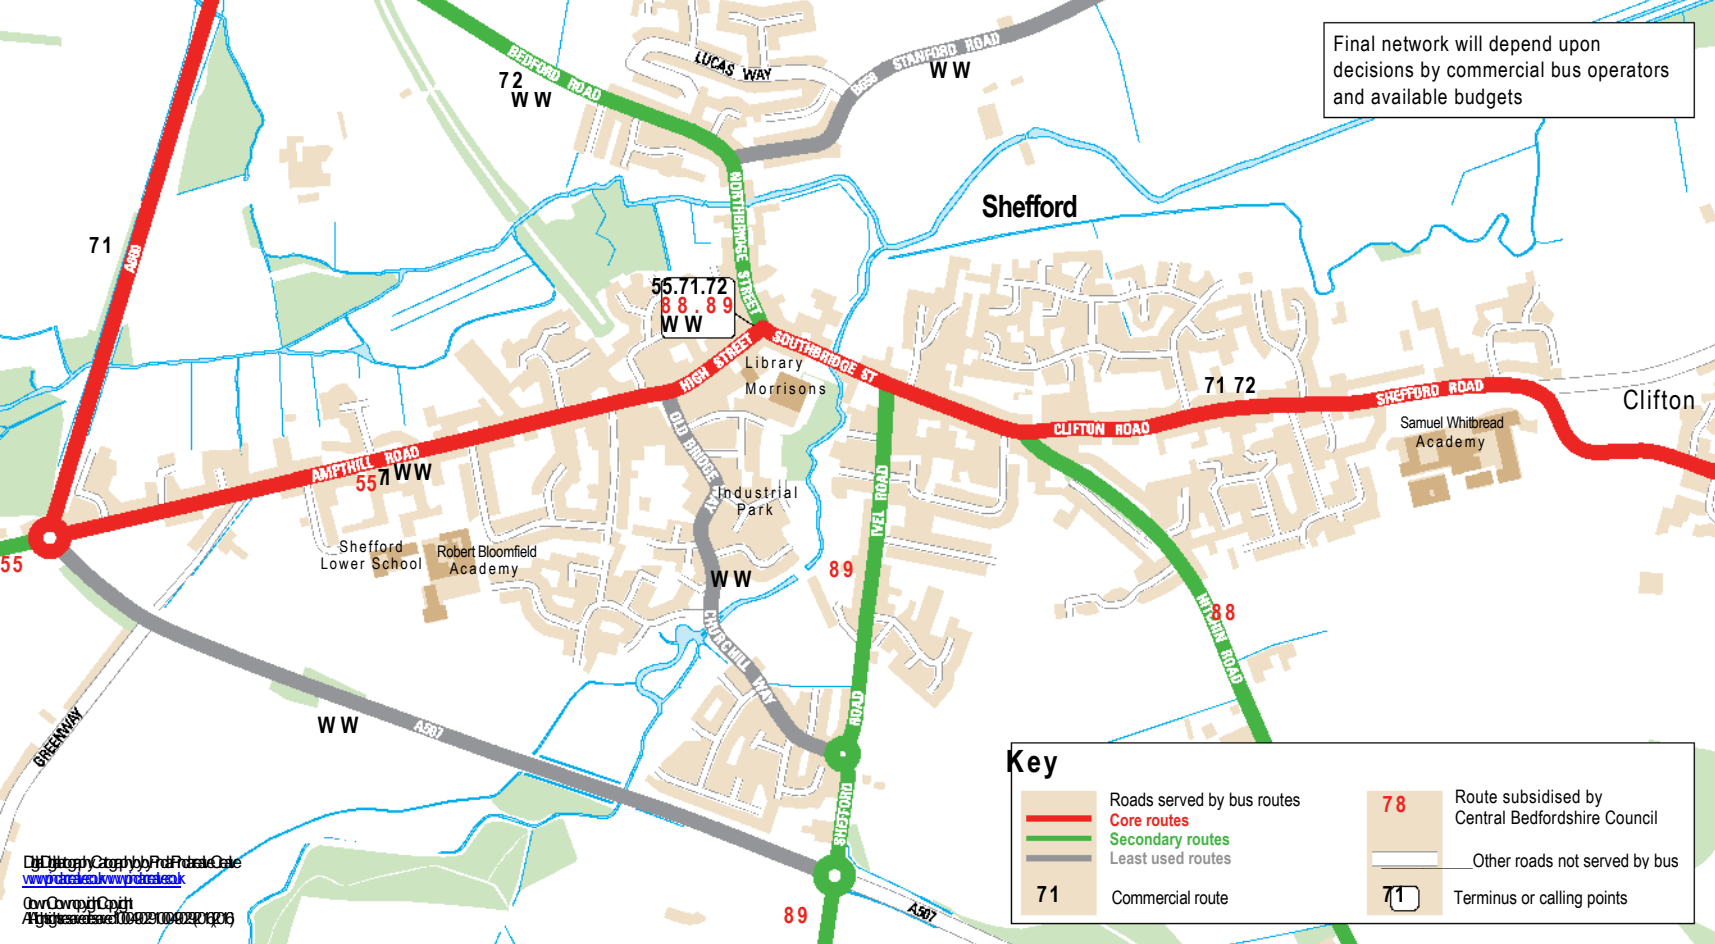 Final network will depend upon
decisions by commercial bus operators
and available budgets
BEDFORD ROAD
LUCAS WAY
B658 STANFORD ROAD
W W
72
W W
NORTHBRIDGE STREET
Shefford
71
A600
55.71.72
88.89
W W
HIGH STREET
SOUTHBRIDGE ST
Library
Morrisons
71 72
SHEFFORD ROAD
Clifton
CLIFTON ROAD
Samuel Whitbread
Academy
AMPTHILL ROAD
55 71 WW
OLD BRIDGE WAY
Industrial
Park
IVEL ROAD
Shefford
Lower School
Robert Bloomfield
Academy
55
W W
89
88
HITCHIN ROAD
CHURCHILL WAY
ROAD
W W
A507
GREENWAY
SHEFFORD
89
A507
Key
Roads served by bus routes
Core routes
Secondary routes
Least used routes
71
Commercial route
78
Route subsidised by
Central Bedfordshire Council
Other roads not served by bus
71
Terminus or calling points